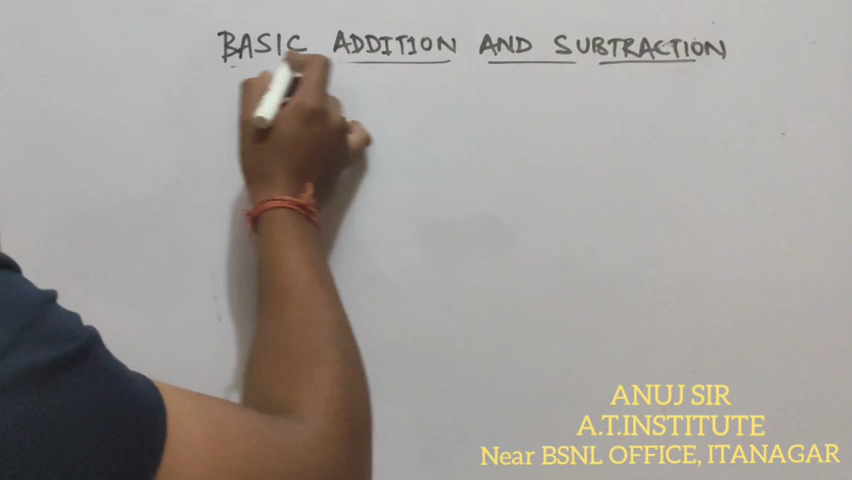 BASIC ADDITION AND SUBTRACTION
ANUJ SIR
A.T.INSTITUTE
Near BSNL OFFICE, ITANAGAR